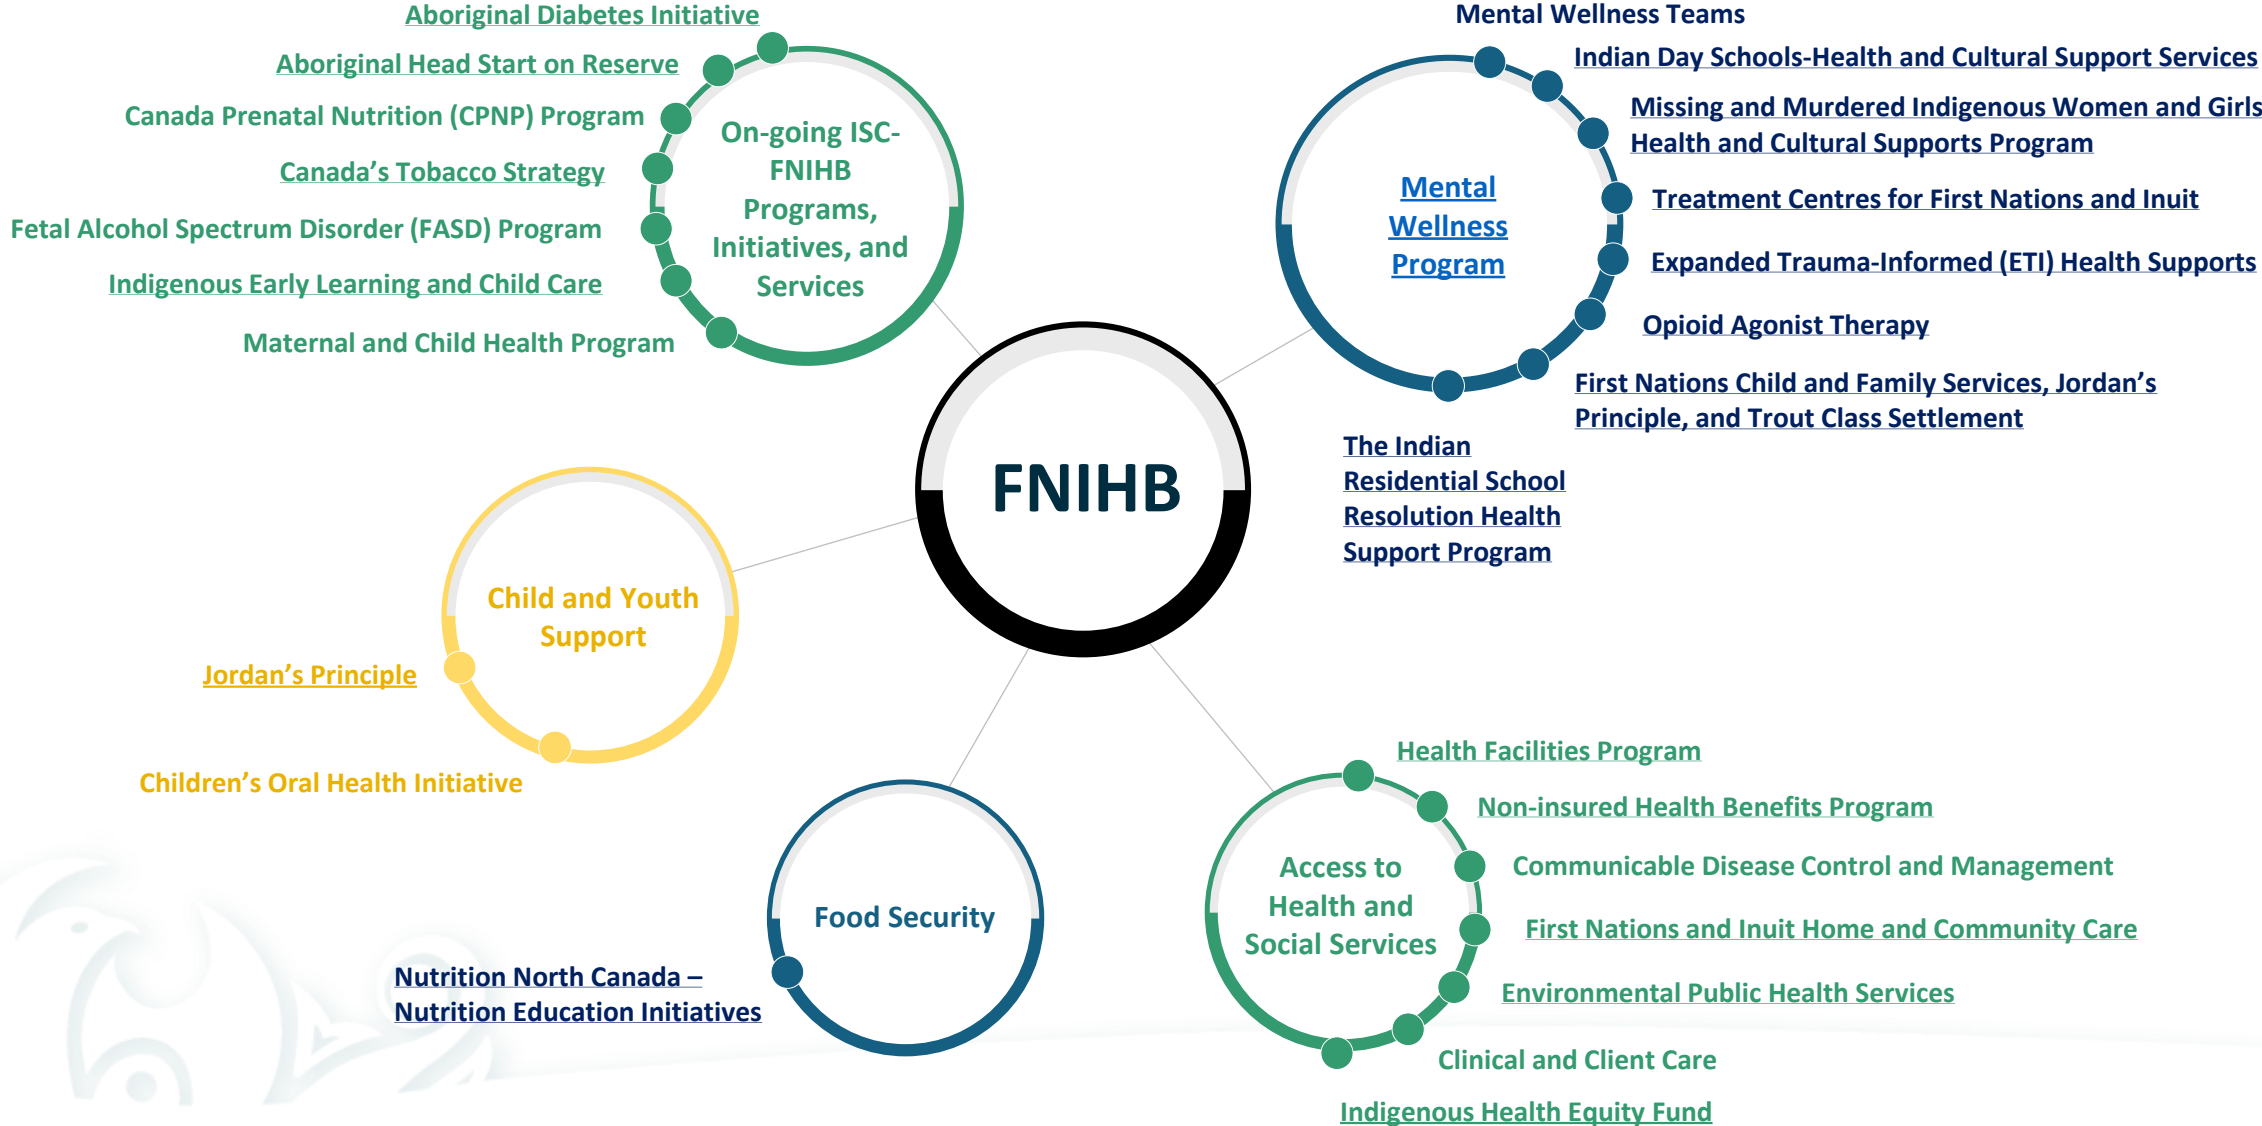 Aboriginal Diabetes Initiative
Aboriginal Head Start on Reserve
Canada Prenatal Nutrition (CPNP) Program
Canada’s Tobacco Strategy
Fetal Alcohol Spectrum Disorder (FASD) Program
Indigenous Early Learning and Child Care
Maternal and Child Health Program
On-going ISC-
FNIHB
Programs,
Initiatives, and
Services
Mental Wellness Teams
Indian Day Schools-Health and Cultural Support Services
Missing and Murdered Indigenous Women and Girls
Health and Cultural Supports Program
Treatment Centres for First Nations and Inuit
Expanded Trauma-Informed (ETI) Health Supports
Opioid Agonist Therapy
First Nations Child and Family Services, Jordan’s
Principle, and Trout Class Settlement
The Indian
Residential School
Resolution Health
Support Program
Mental
Wellness
Program
FNIHB
Child and Youth
Support
Jordan’s Principle
Children’s Oral Health Initiative
Food Security
Nutrition North Canada –
Nutrition Education Initiatives
Access to
Health and
Social Services
Health Facilities Program
Non-insured Health Benefits Program
Communicable Disease Control and Management
First Nations and Inuit Home and Community Care
Environmental Public Health Services
Clinical and Client Care
Indigenous Health Equity Fund